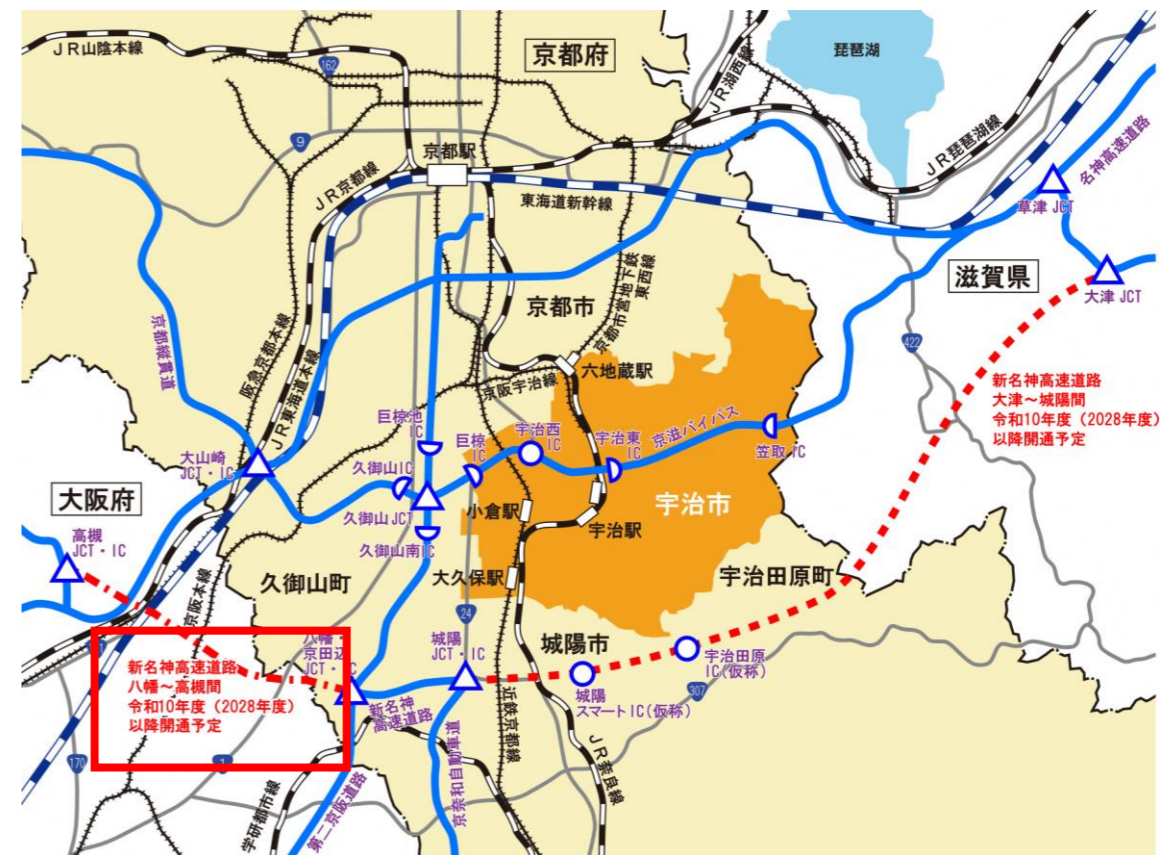 JR山陰本線
162
京都府
琵琶湖
JR湖西線
9
京都駅
JR琵琶湖線
名神高速道路
JR京都線
東海道新幹線
草津 JCT
京都市営地下鉄
東西線
滋賀県
大津 JCT
京都市
京都縦貫道
阪急京都本線
JR東海道本線
六地蔵駅
京阪宇治線
422
新名神高速道路
大津～城陽間
令和10年度（2028年度）
以降開通予定
巨椋池
IC
巨椋
IC
宇治西
IC
宇治東
IC
京滋バイパス
笠取 IC
大山崎
JCT・IC
久御山IC
大阪府
久御山 JCT
小倉駅
宇治市
宇治駅
高槻
JCT・IC
久御山南IC
京阪本線
久御山町
大久保駅
宇治田原町
24
城陽
JCT・IC
城陽市
八幡
京田辺
JCT・IC
宇治田原
IC(仮称)
新名神高速道路
八幡～高槻間
令和10年度（2028年度）
以降開通予定
新名神
高速道路
城陽
スマートIC(仮称)
307
近鉄京都線
JR奈良線
京奈和自動車道
170
1
学研都市線
第二京阪道路